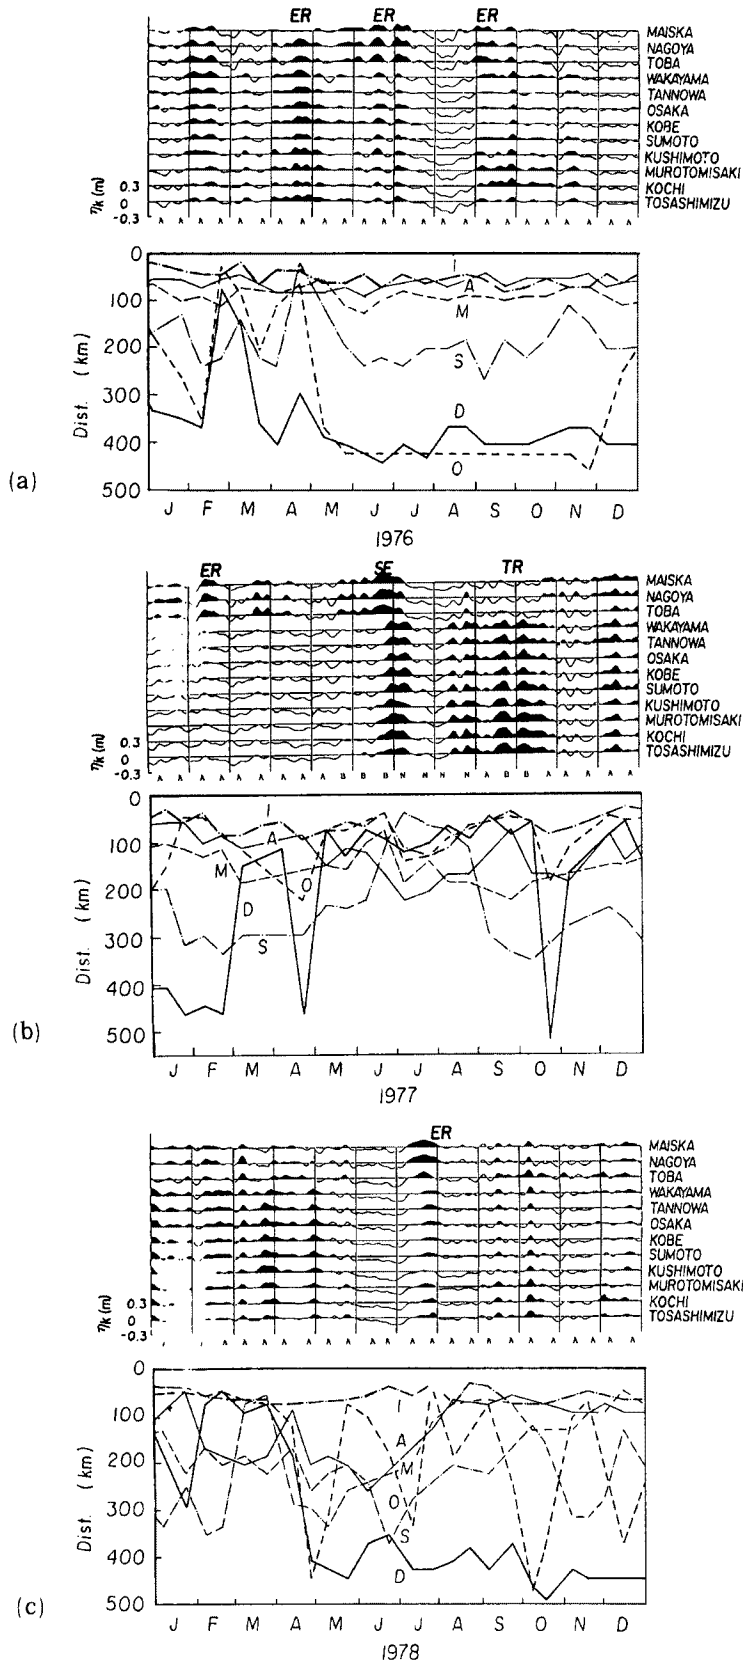 ER ER ER
MAISKA
NAGOYA
TOBA
WAKAYAMA
TANNOWA
OSAKA
KOBE
SUMOTO
KUSHIMOTO
MUROTOMISAKI
KOCHI
TOSASHIMIZU
ηk (m)
0.3
0
-0.3
A A A A A A A A A A A A A A A A A A A A A A A A
(a)
Dist. (km)
0
100
200
300
400
500
I
A
M
S
D
O
J F M A M J J A S O N D
1976
ER SE TR
MAISKA
NAGOYA
TOBA
WAKAYAMA
TANNOWA
OSAKA
KOBE
SUMOTO
KUSHIMOTO
MUROTOMISAKI
KOCHI
TOSASHIMIZU
ηk (m)
0.3
0
-0.3
A A A A A A A A A B B B N N N N A B B A A A A A
(b)
Dist. (km)
0
100
200
300
400
500
I
A
M
O
D
S
J F M A M J J A S O N D
1977
ER
MAISKA
NAGOYA
TOBA
WAKAYAMA
TANNOWA
OSAKA
KOBE
SUMOTO
KUSHIMOTO
MUROTOMISAKI
KOCHI
TOSASHIMIZU
ηk (m)
0.3
0
-0.3
(c)
Dist. (km)
0
100
200
300
400
500
I
A
M
O
S
D
J F M A M J J A S O N D
1978